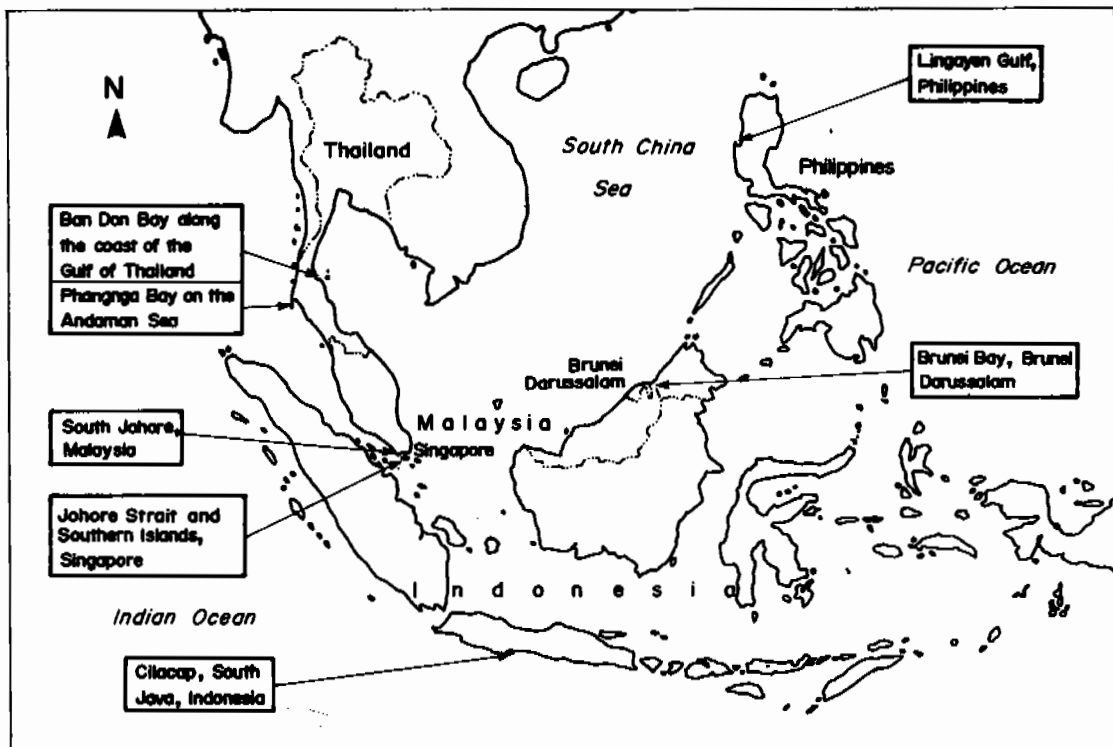 Lingayen Gulf,
Philippines
N
Thailand
South China
Sea
Philippines
Ban Don Bay along
the coast of the
Gulf of Thailand
Phangnga Bay on the
Andaman Sea
Pacific Ocean
Brunei
Darussalam
Brunei Bay, Brunei
Darussalam
Malaysia
Singapore
South Johore,
Malaysia
Johore Strait and
Southern Islands,
Singapore
Indonesia
Indian Ocean
Cilacap, South
Java, Indonesia